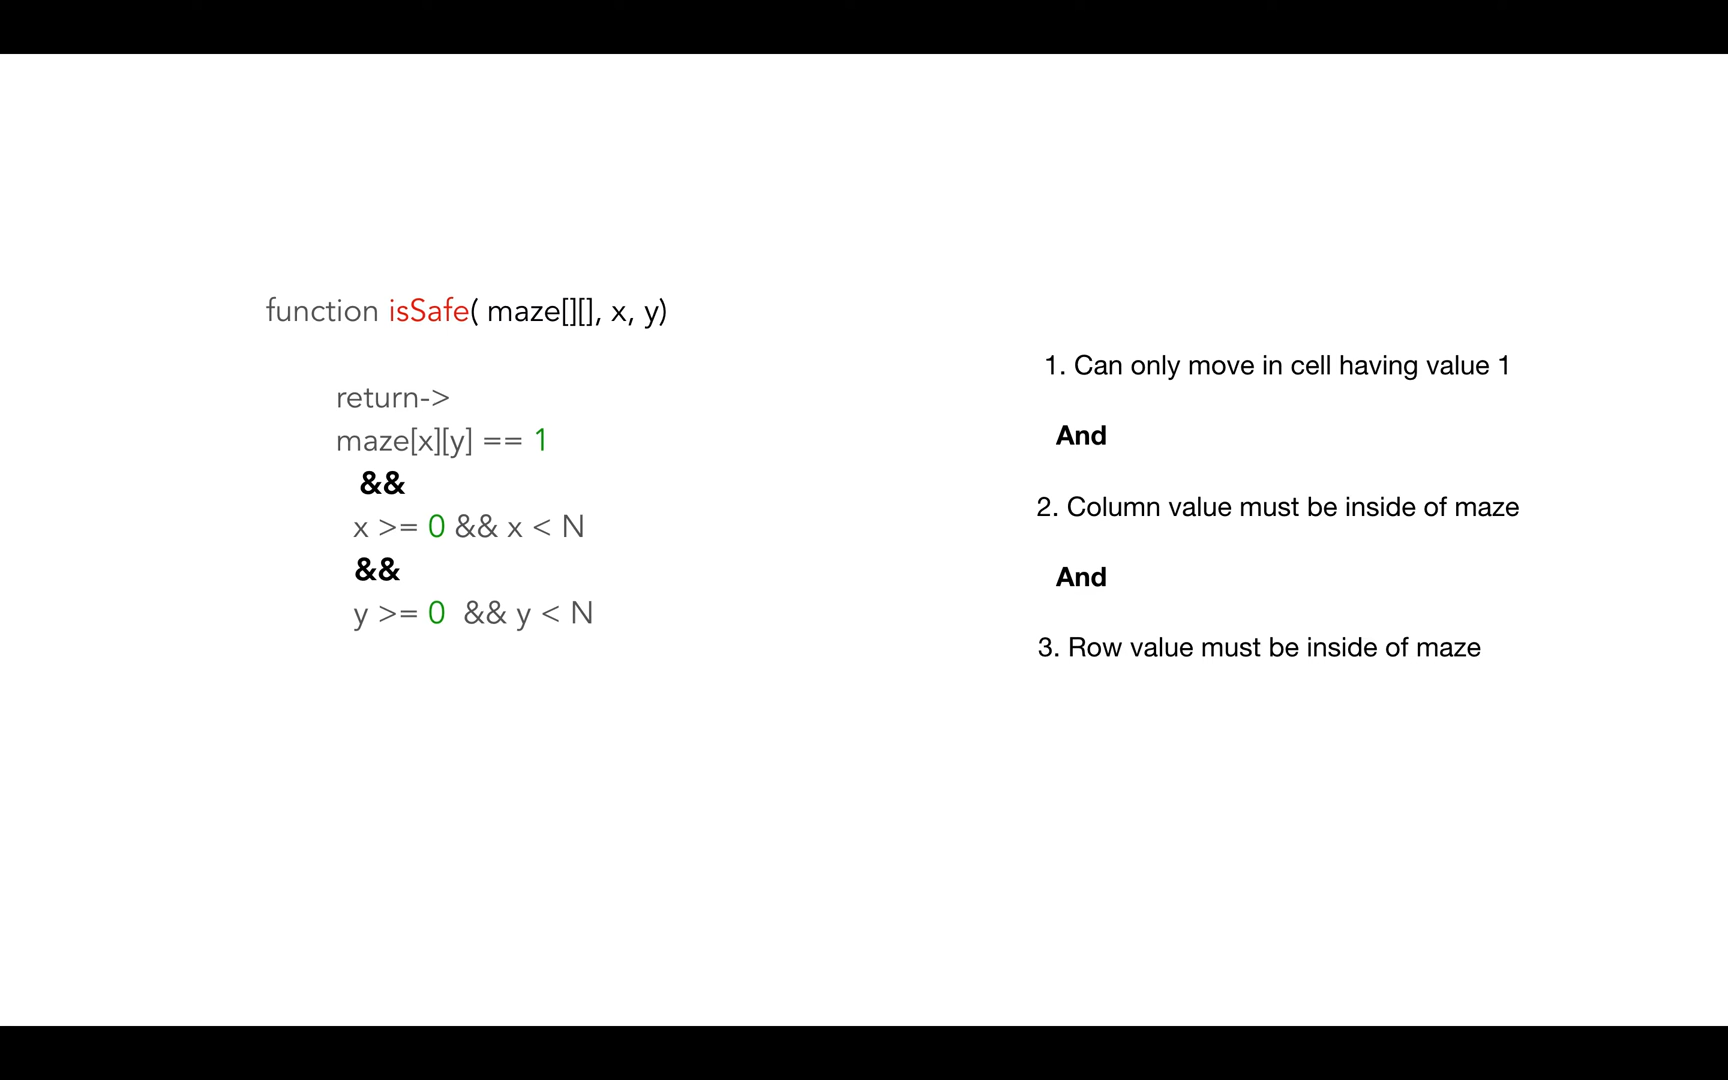 function isSafe( maze[][], x, y)
return->
maze[x][y] == 1
&&
x >= 0 && x < N
&&
y >= 0 && y < N
1. Can only move in cell having value 1
And
2. Column value must be inside of maze
And
3. Row value must be inside of maze